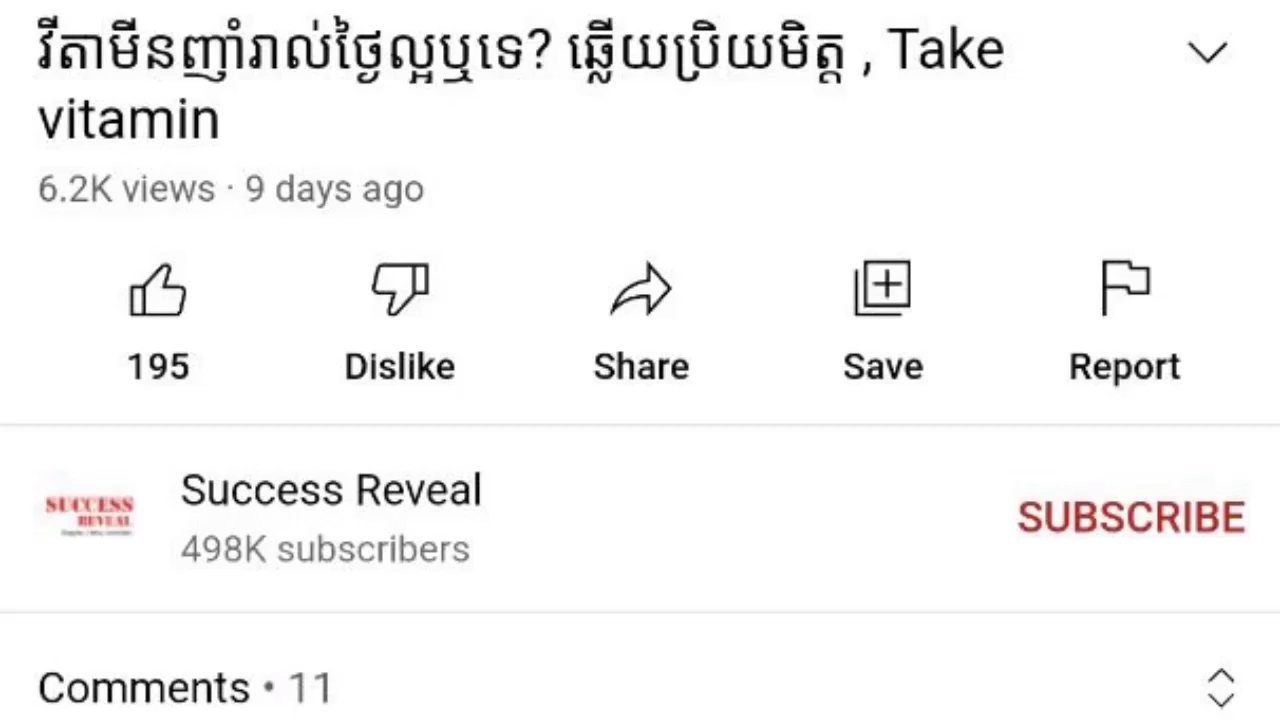 វីតាមីនញ៉ាំរាល់ថ្ងៃល្អឬទេ? ឆ្លើយប្រិយមិត្ត , Take
vitamin
6.2K views · 9 days ago
195
Dislike
Share
Save
Report
SUCCESS
REVEAL
Success Reveal
498K subscribers
SUBSCRIBE
Comments • 11